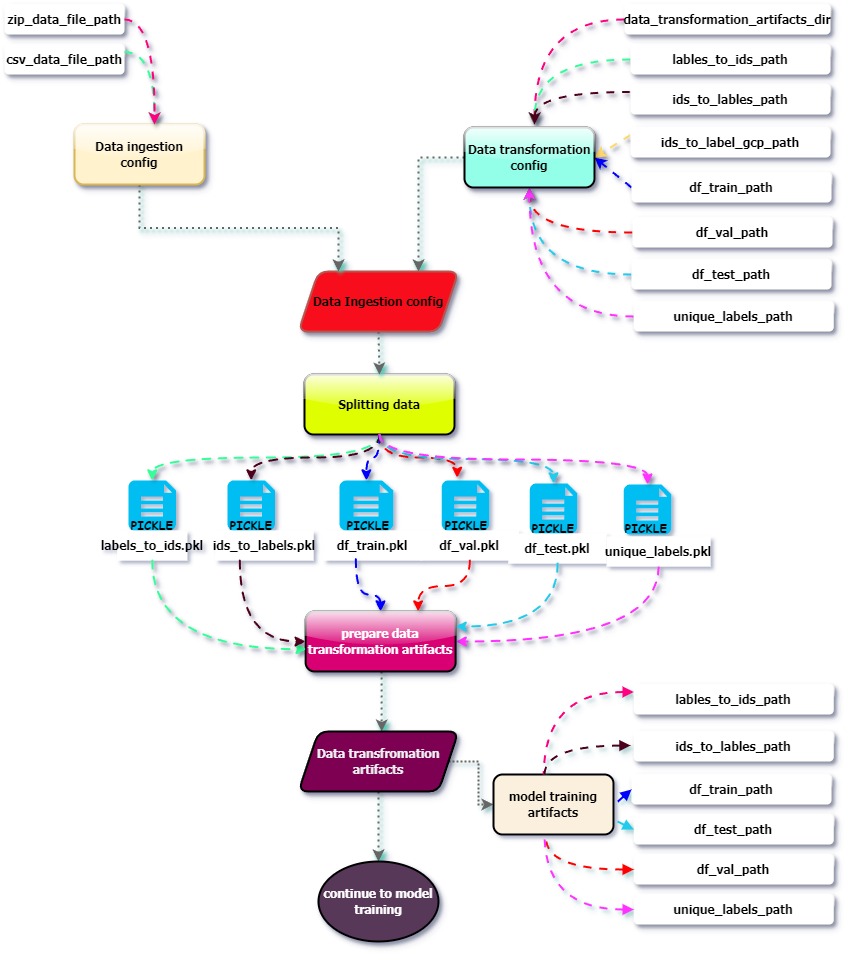 zip_data_file_path
csv_data_file_path
Data ingestion
config
data_transformation_artifacts_dir
lables_to_ids_path
ids_to_lables_path
ids_to_label_gcp_path
df_train_path
df_val_path
df_test_path
unique_labels_path
Data transformation
config
Data Ingestion config
Splitting data
PICKLE
labels_to_ids.pkl
PICKLE
ids_to_labels.pkl
PICKLE
df_train.pkl
PICKLE
df_val.pkl
PICKLE
df_test.pkl
PICKLE
unique_labels.pkl
prepare data
transformation artifacts
Data transfromation
artifacts
model training
artifacts
lables_to_ids_path
ids_to_lables_path
df_train_path
df_test_path
df_val_path
unique_labels_path
continue to model
training